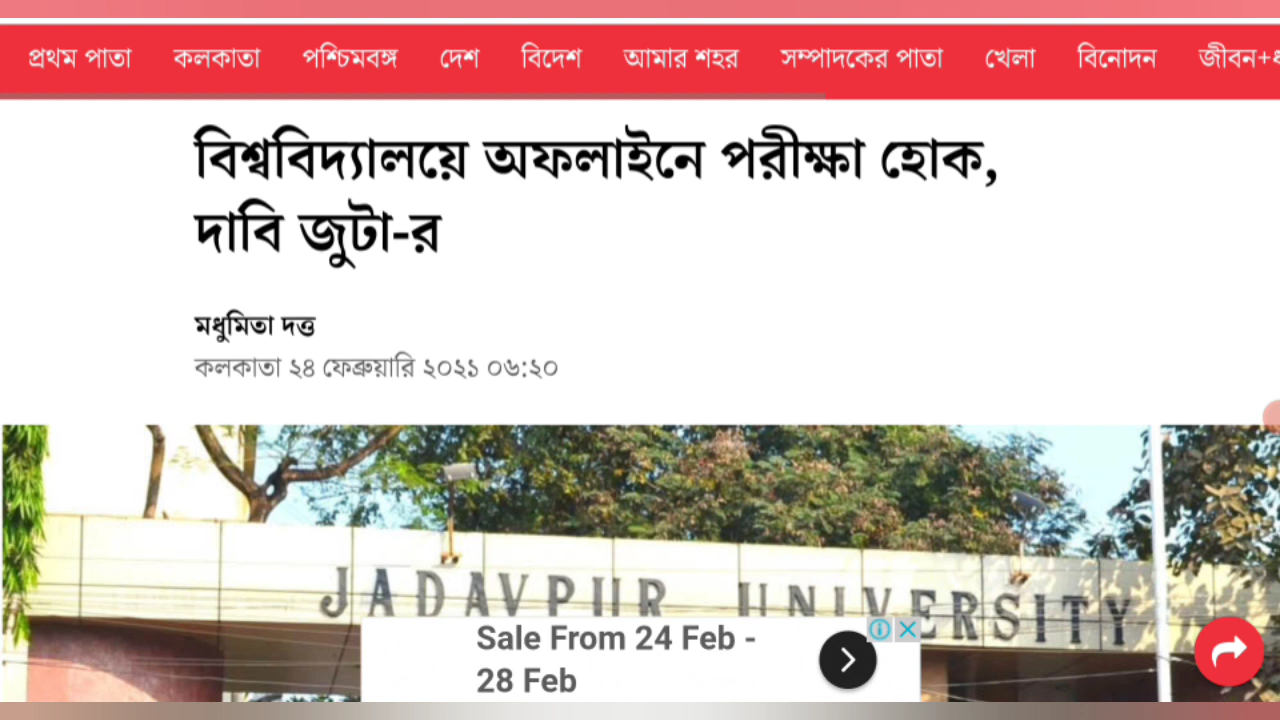 প্রথম পাতা কলকাতা পশ্চিমবঙ্গ দেশ বিদেশ আমার শহর সম্পাদকের পাতা খেলা বিনোদন
বিশ্ববিদ্যালয়ে অফলাইনে পরীক্ষা হোক,
দাবি জুটা-র
মধুমিতা দত্ত
কলকাতা ২৪ ফেব্রুয়ারি ২০২১ ০৬:২০
JADAVPUR UNIVERSITY
Sale From 24 Feb -
28 Feb